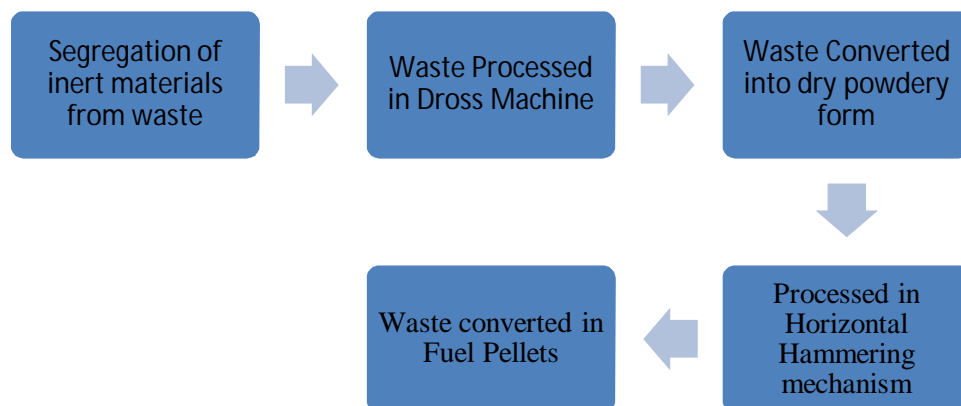 Segregation of
inert materials
from waste
Waste Processed
in Dross Machine
Waste Converted
into dry powdery
form
Processed in
Horizontal
Hammering
mechanism
Waste converted in
Fuel Pellets